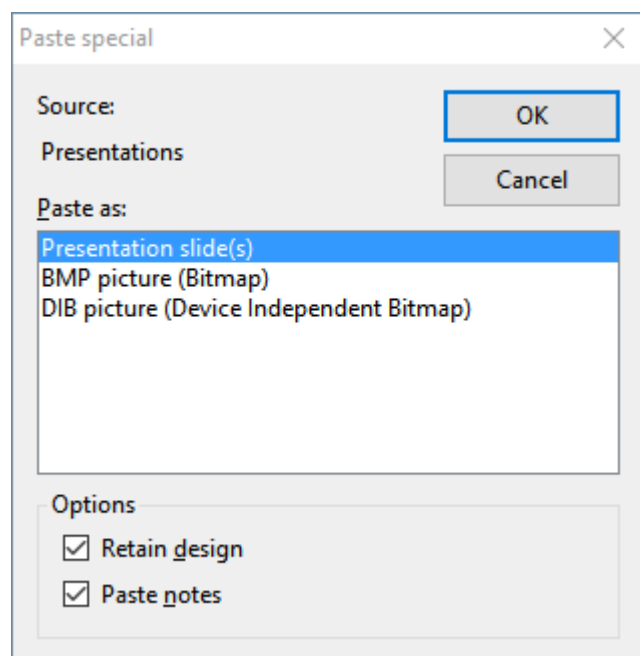 Paste special
Source:
OK
Presentations
Cancel
Paste as:
Presentation slide(s)
BMP picture (Bitmap)
DIB picture (Device Independent Bitmap)
Options
Retain design
Paste notes